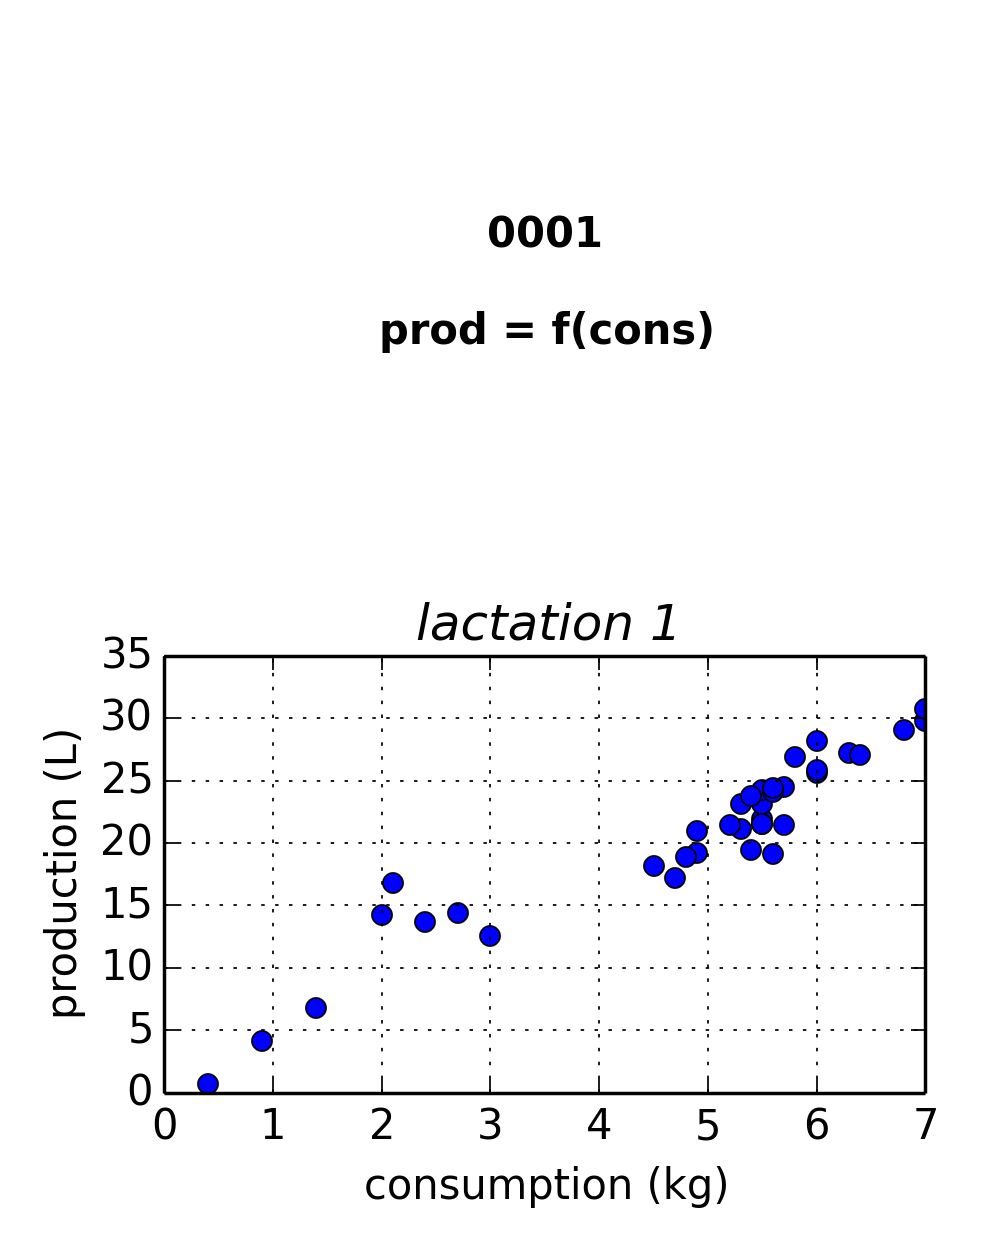 0001
prod = f(cons)
lactation 1
production (L)
35
30
25
20
15
10
5
0
0 1 2 3 4 5 6 7
consumption (kg)